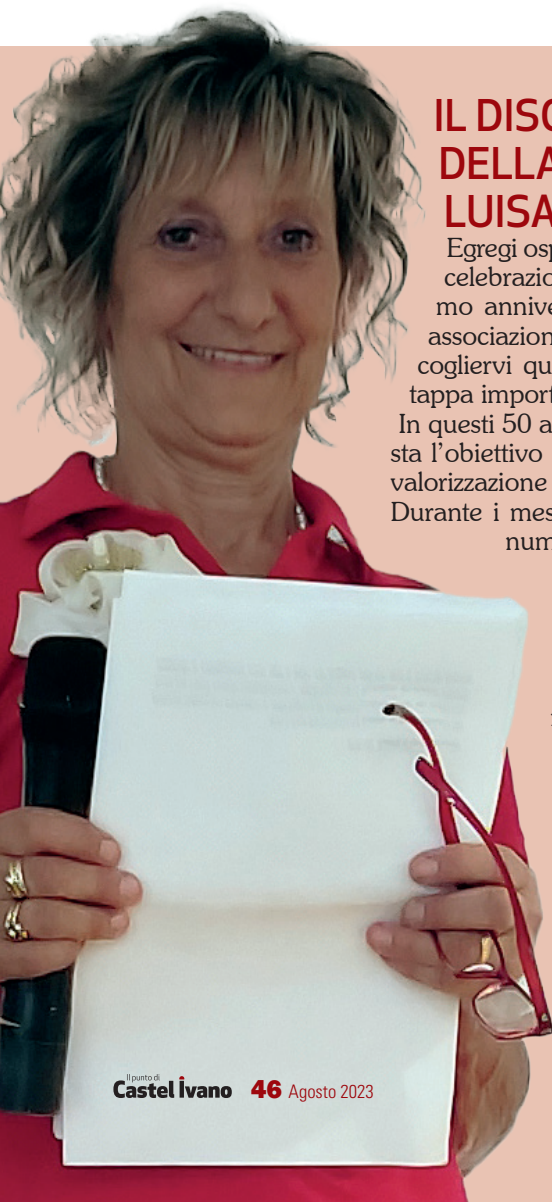 IL DISC
DELLA
LUISA
Egregi osp
celebrazio
mo annive
associazion
cogliervi qu
tappa import
In questi 50 a
sta l’obiettivo
valorizzazione
Durante i mes
num
Il punto di
Castel Ivano 46 Agosto 2023